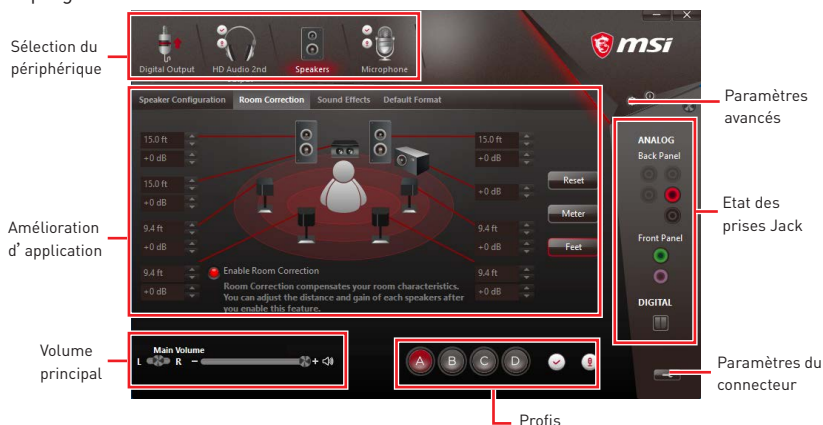 Sélection du
périphérique
Digital Output
HD Audio 2nd
Speakers
Microphone
msi
Paramètres
avancés
Speaker Configuration
Room Correction
Sound Effects
Default Format
15.0 ft
+0 dB
15.0 ft
+0 dB
9.4 ft
+0 dB
9.4 ft
+0 dB
15.0 ft
+0 dB
+0 dB
9.4 ft
+0 dB
9.4 ft
+0 dB
Reset
Meter
Feet
Enable Room Correction
Room Correction compensates your room characteristics.
You can adjust the distance and gain of each speakers after
you enable this feature.
Amélioration
d'application
ANALOG
Back Panel
Front Panel
DIGITAL
Etat des
prises Jack
Volume
principal
Main Volume
L R - +
A B C D
Profis
Paramètres du
connecteur